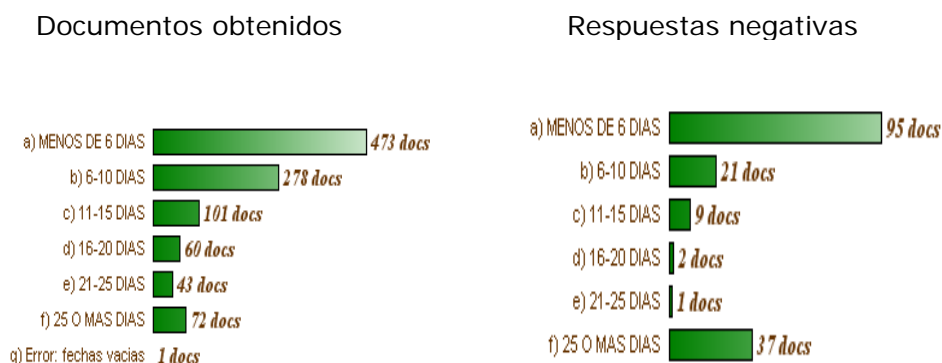 Documentos obtenidos
a) MENOS DE 6 DIAS 473 docs
b) 6-10 DIAS 278 docs
c) 11-15 DIAS 101 docs
d) 16-20 DIAS 60 docs
e) 21-25 DIAS 43 docs
f) 25 O MAS DIAS 72 docs
g) Error: fechas vacias 1 docs
Respuestas negativas
a) MENOS DE 6 DIAS 95 docs
b) 6-10 DIAS 21 docs
c) 11-15 DIAS 9 docs
d) 16-20 DIAS 2 docs
e) 21-25 DIAS 1 docs
f) 25 O MAS DIAS 37 docs